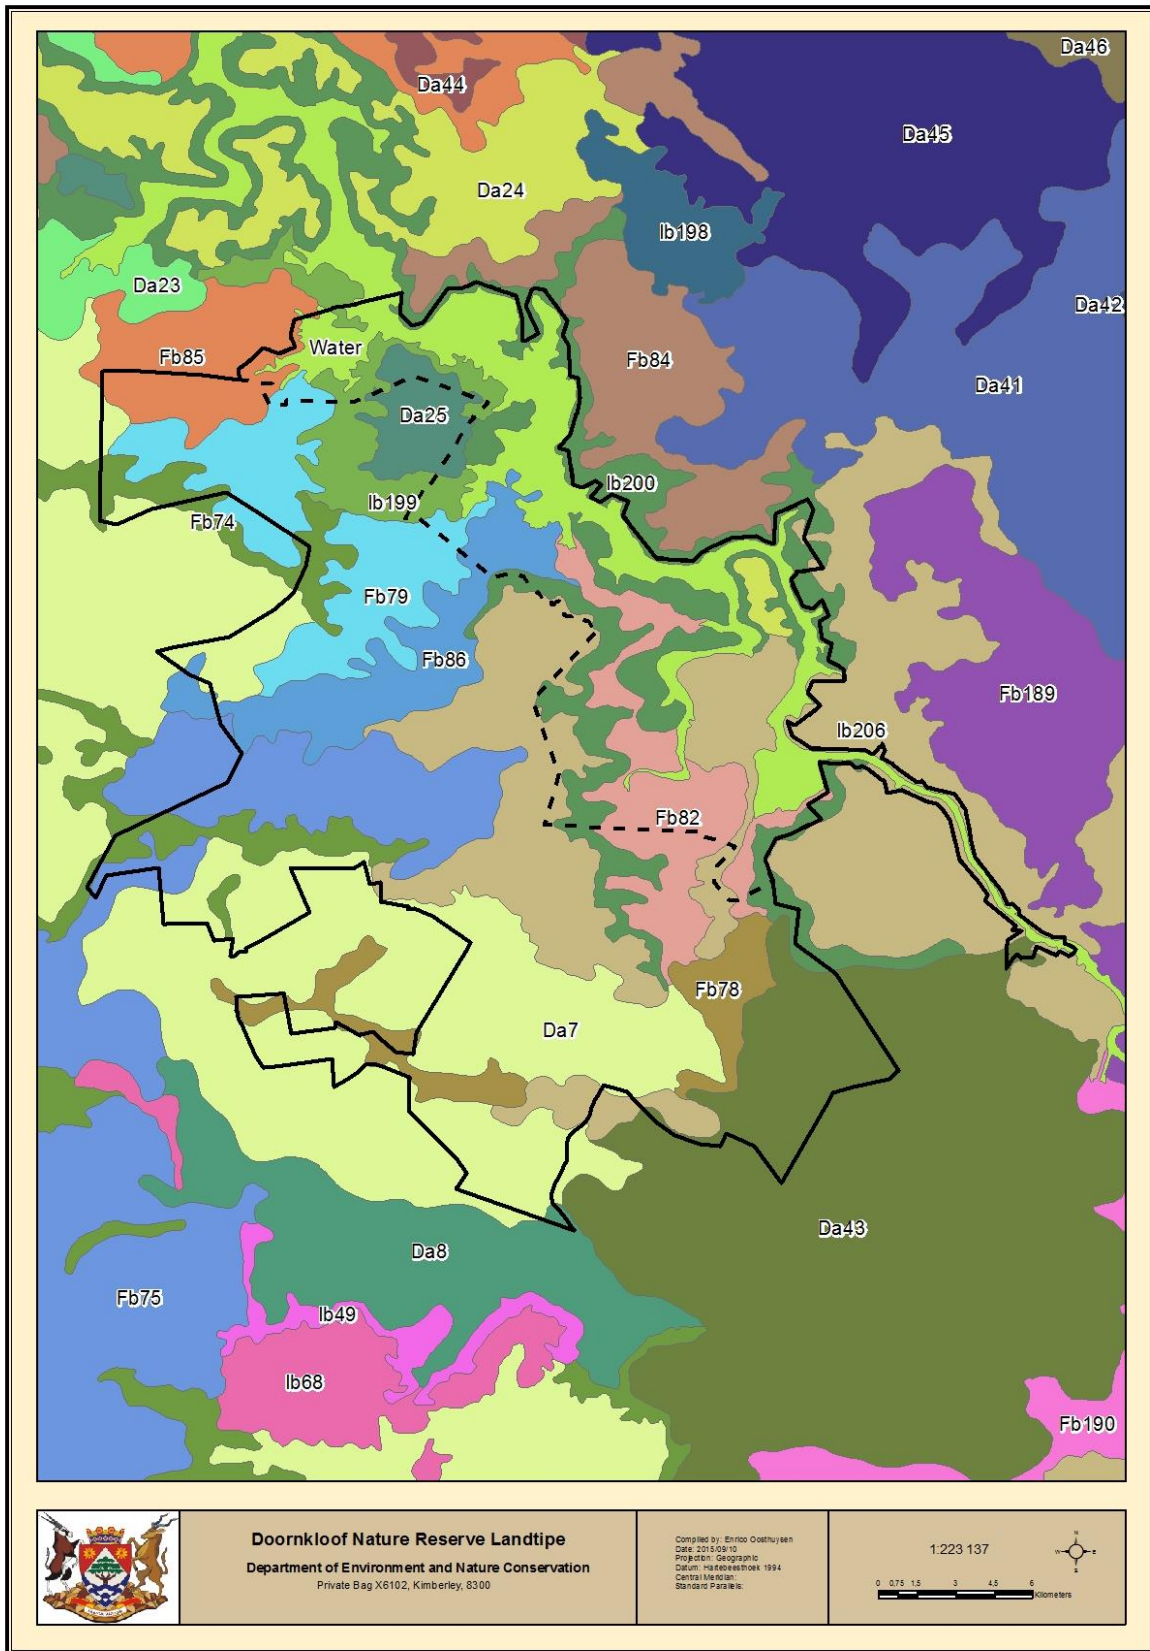 Da46
Da44
Da45
Da24
Ib198
Da23
Da42
Water
Fb85
Fb84
Da41
Da25
Ib200
Ib199
Fb74
Fb79
Fb86
Fb189
Ib206
Fb82
Fb78
Da7
Da43
Da8
Fb75
Ib49
Ib68
Fb190
Doornkloof Nature Reserve Landtipe
Department of Environment and Nature Conservation
Private Bag X6102, Kimberley, 8300
Compiled by: Enrico Oosthuysen
Date: 2015/09/10
Projection: Geographic
Datum: Hartebeesthoek 1994
Central Meridian:
Standard Parallels:
1:223 137
N
W E
S
0 0,75 1,5 3 4,5 6
Kilometers